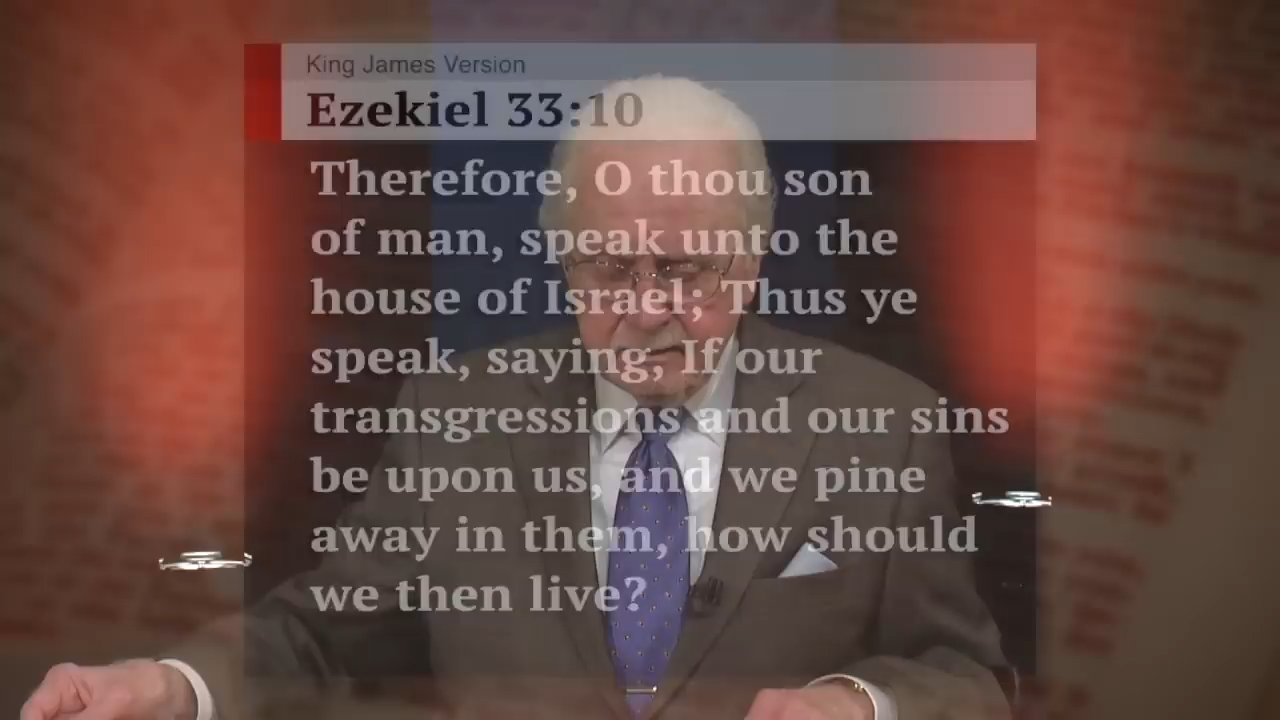 King James Version
Ezekiel 33:10
Therefore, O thou son
of man, speak unto the
house of Israel; Thus ye
speak, saying, If our
transgressions and our sins
be upon us, and we pine
away in them, how should
we then live?